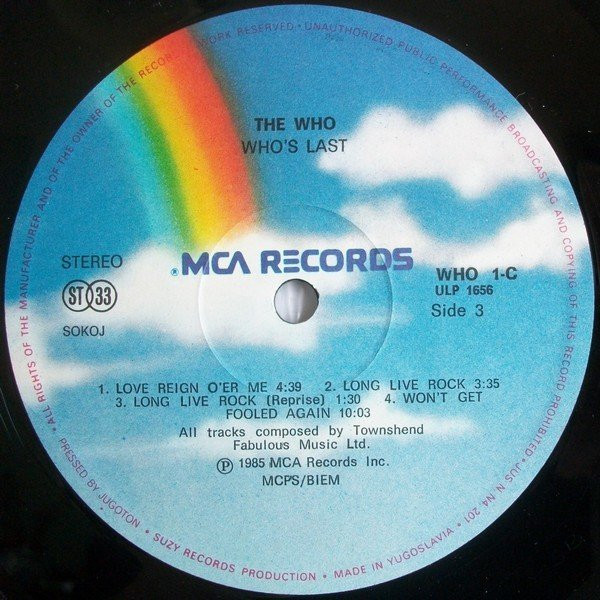 THE WHO
WHO'S LAST
STEREO
ST 33
SOKOJ
® MCA RECORDS
WHO 1-C
ULP 1656
Side 3
1. LOVE REIGN O'ER ME 4:39 2. LONG LIVE ROCK 3:35
3. LONG LIVE ROCK (Reprise) 1:30 4. WON'T GET
FOOLED AGAIN 10:03
All tracks composed by Townshend
Fabulous Music Ltd.
Ⓟ 1985 MCA Records Inc.
MCPS/BIEM
• ALL RIGHTS OF THE MANUFACTURER AND OF THE OWNER OF THE RECORDED WORK RESERVED • UNAUTHORIZED PUBLIC PERFORMANCE BROADCASTING AND COPYING OF THIS RECORD PROHIBITED • JUS N N4 201
PRESSED BY JUGOTON • SUZY RECORDS PRODUCTION • MADE IN YUGOSLAVIA •